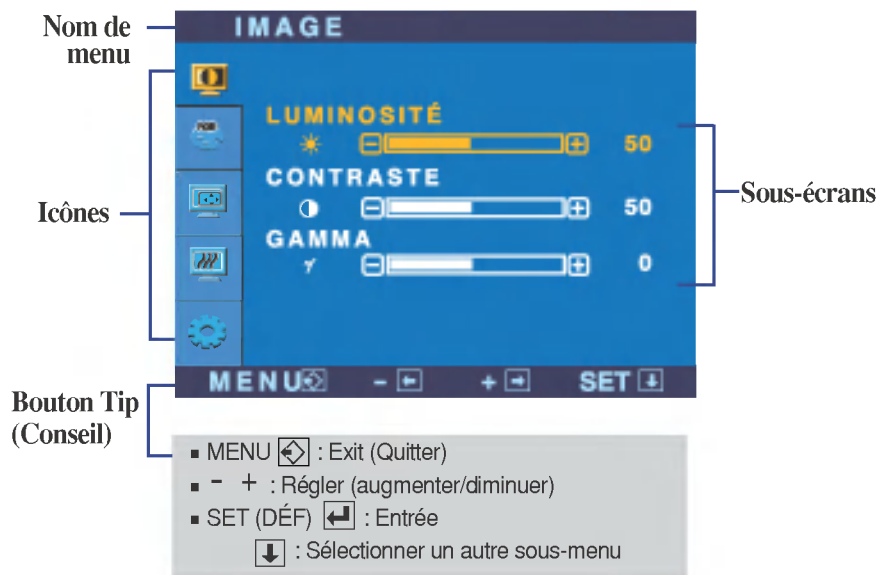 Nom de
menu
IMAGE
Icônes
LUMINOSITÉ
50
CONTRASTE
50
GAMMA
0
Sous-écrans
MENU - + SET
Bouton Tip
(Conseil)
▪ MENU : Exit (Quitter)
▪ - + : Régler (augmenter/diminuer)
▪ SET (DÉF) : Entrée
: Sélectionner un autre sous-menu